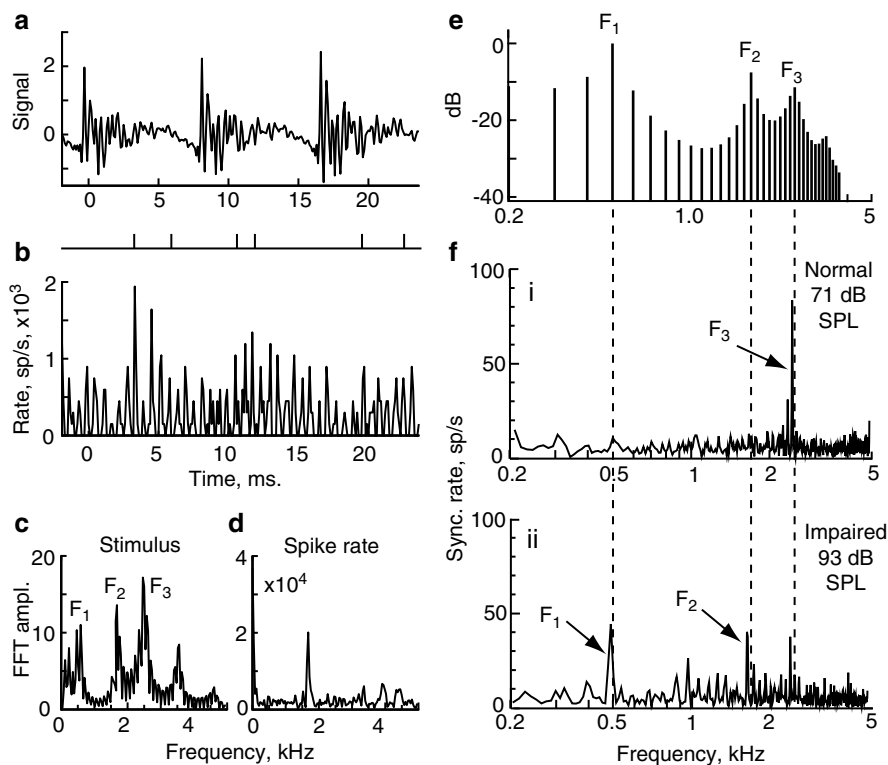 a
Signal
2
0
0 5 10 15 20
b
Rate, sp/s, x10³
2
1
0
0 5 10 15 20
Time, ms.
c
Stimulus
FFT ampl.
20
10
0
F₁
F₂
F₃
0 2 4
d
Spike rate
x10⁴
4
2
0
0 2 4
Frequency, kHz
e
dB
0
-20
-40
F₁
F₂
F₃
0.2 1.0 5
f
Sync. rate, sp/s
i
100
50
0
Normal
71 dB
SPL
F₃
0.2 0.5 1 2 5
ii
100
50
0
Impaired
93 dB
SPL
F₁
F₂
0.2 0.5 1 2 5
Frequency, kHz